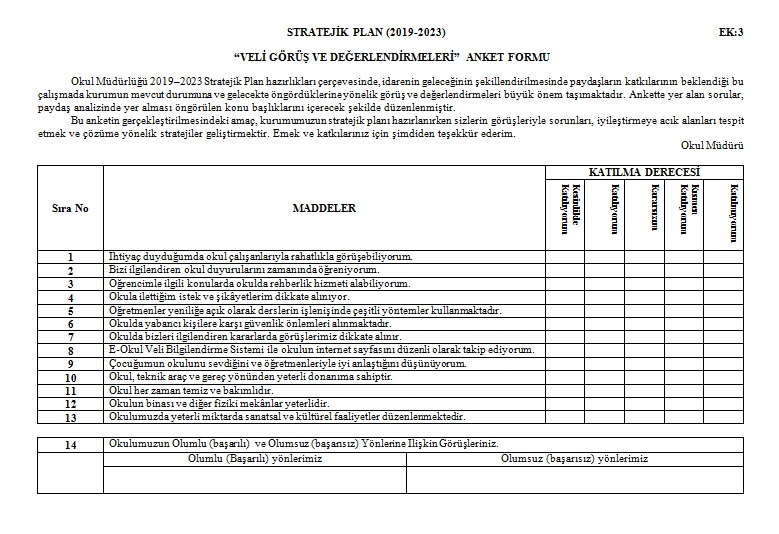 STRATEJİK PLAN (2019-2023) EK:3
“VELİ GÖRÜŞ VE DEĞERLENDİRMELERİ” ANKET FORMU
Okul Müdürlüğü 2019–2023 Stratejik Plan hazırlıkları çerçevesinde, idarenin geleceğinin şekillendirilmesinde paydaşların katkılarının beklendiği bu
çalışmada kurumun mevcut durumuna ve gelecekte öngördüklerine yönelik görüş ve değerlendirmeleri büyük önem taşımaktadır. Ankette yer alan sorular,
paydaş analizinde yer alması öngörülen konu başlıklarını içerecek şekilde düzenlenmiştir.
Bu anketin gerçekleştirilmesindeki amaç, kurumumuzun stratejik planı hazırlanırken sizlerin görüşleriyle sorunları, iyileştirmeye açık alanları tespit
etmek ve çözüme yönelik stratejiler geliştirmektir. Emek ve katkılarınız için şimdiden teşekkür ederim.
Okul Müdürü
Sıra No
MADDELER
KATILMA DERECESİ
Kesinlikle
Katılıyorum
Katılıyorum
Kararsızım
Kısmen
Katılıyorum
Katılmıyorum
1 İhtiyaç duyduğumda okul çalışanlarıyla rahatlıkla görüşebiliyorum.
2 Bizi ilgilendiren okul duyurularını zamanında öğreniyorum.
3 Öğrencimle ilgili konularda okulda rehberlik hizmeti alabiliyorum.
4 Okula ilettiğim istek ve şikâyetlerim dikkate alınıyor.
5 Öğretmenler yeniliğe açık olarak derslerin işlenişinde çeşitli yöntemler kullanmaktadır.
6 Okulda yabancı kişilere karşı güvenlik önlemleri alınmaktadır.
7 Okulda bizleri ilgilendiren kararlarda görüşlerimiz dikkate alınır.
8 E-Okul Veli Bilgilendirme Sistemi ile okulun internet sayfasını düzenli olarak takip ediyorum.
9 Çocuğumun okulunu sevdiğini ve öğretmenleriyle iyi anlaştığını düşünüyorum.
10 Okul, teknik araç ve gereç yönünden yeterli donanıma sahiptir.
11 Okul her zaman temiz ve bakımlıdır.
12 Okulun binası ve diğer fiziki mekânlar yeterlidir.
13 Okulumuzda yeterli miktarda sanatsal ve kültürel faaliyetler düzenlenmektedir.
14 Okulumuzun Olumlu (başarılı) ve Olumsuz (başarısız) Yönlerine İlişkin Görüşleriniz.
Olumlu (Başarılı) yönlerimiz Olumsuz (başarısız) yönlerimiz